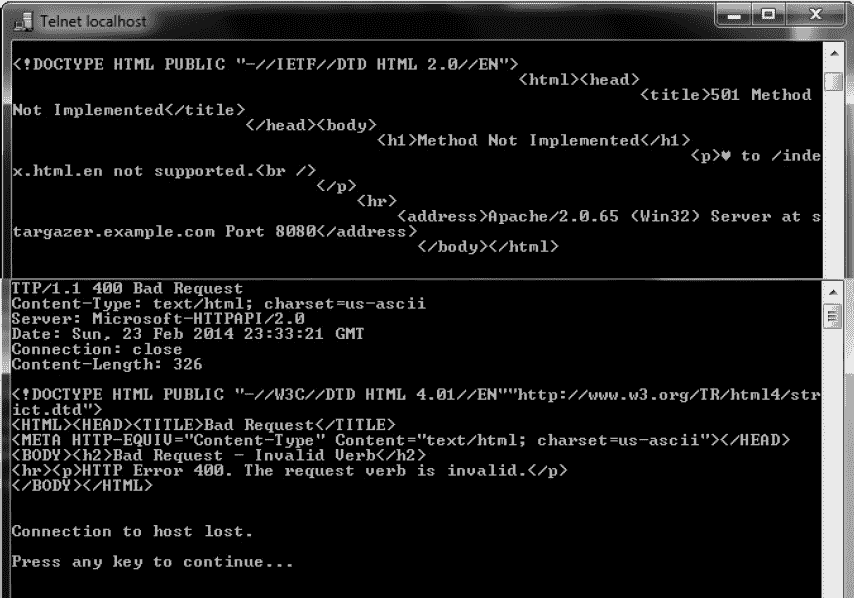 Telnet localhost
<!DOCTYPE HTML PUBLIC "-//IETF//DTD HTML 2.0//EN">
<html><head>
<title>501 Method
Not Implemented</title>
</head><body>
<h1>Method Not Implemented</h1>
<p>♥ to /inde
x.html.en not supported.<br />
</p>
<hr>
<address>Apache/2.0.65 (Win32) Server at s
targazer.example.com Port 8080</address>
</body></html>
TTP/1.1 400 Bad Request
Content-Type: text/html; charset=us-ascii
Server: Microsoft-HTTPAPI/2.0
Date: Sun, 23 Feb 2014 23:33:21 GMT
Connection: close
Content-Length: 326
<!DOCTYPE HTML PUBLIC "-//W3C//DTD HTML 4.01//EN""http://www.w3.org/TR/html4/str
ict.dtd">
<HTML><HEAD><TITLE>Bad Request</TITLE>
<META HTTP-EQUIV="Content-Type" Content="text/html; charset=us-ascii"></HEAD>
<BODY><h2>Bad Request - Invalid Verb</h2>
<hr><p>HTTP Error 400. The request verb is invalid.</p>
</BODY></HTML>
Connection to host lost.
Press any key to continue...